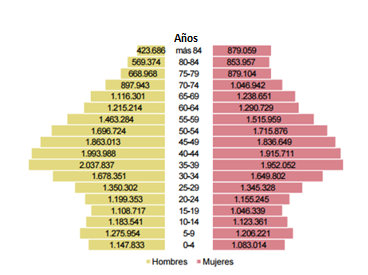 Años
423.686 más 84 879.059
569.374 80-84 853.957
668.968 75-79 879.104
897.943 70-74 1.046.942
1.116.301 65-69 1.238.651
1.215.214 60-64 1.290.729
1.463.284 55-59 1.515.959
1.696.724 50-54 1.715.876
1.863.013 45-49 1.836.649
1.993.988 40-44 1.915.711
2.037.837 35-39 1.952.052
1.678.351 30-34 1.649.802
1.350.302 25-29 1.345.328
1.199.353 20-24 1.155.245
1.108.717 15-19 1.046.339
1.183.541 10-14 1.123.361
1.275.954 5-9 1.206.221
1.147.833 0-4 1.083.014
Hombres Mujeres